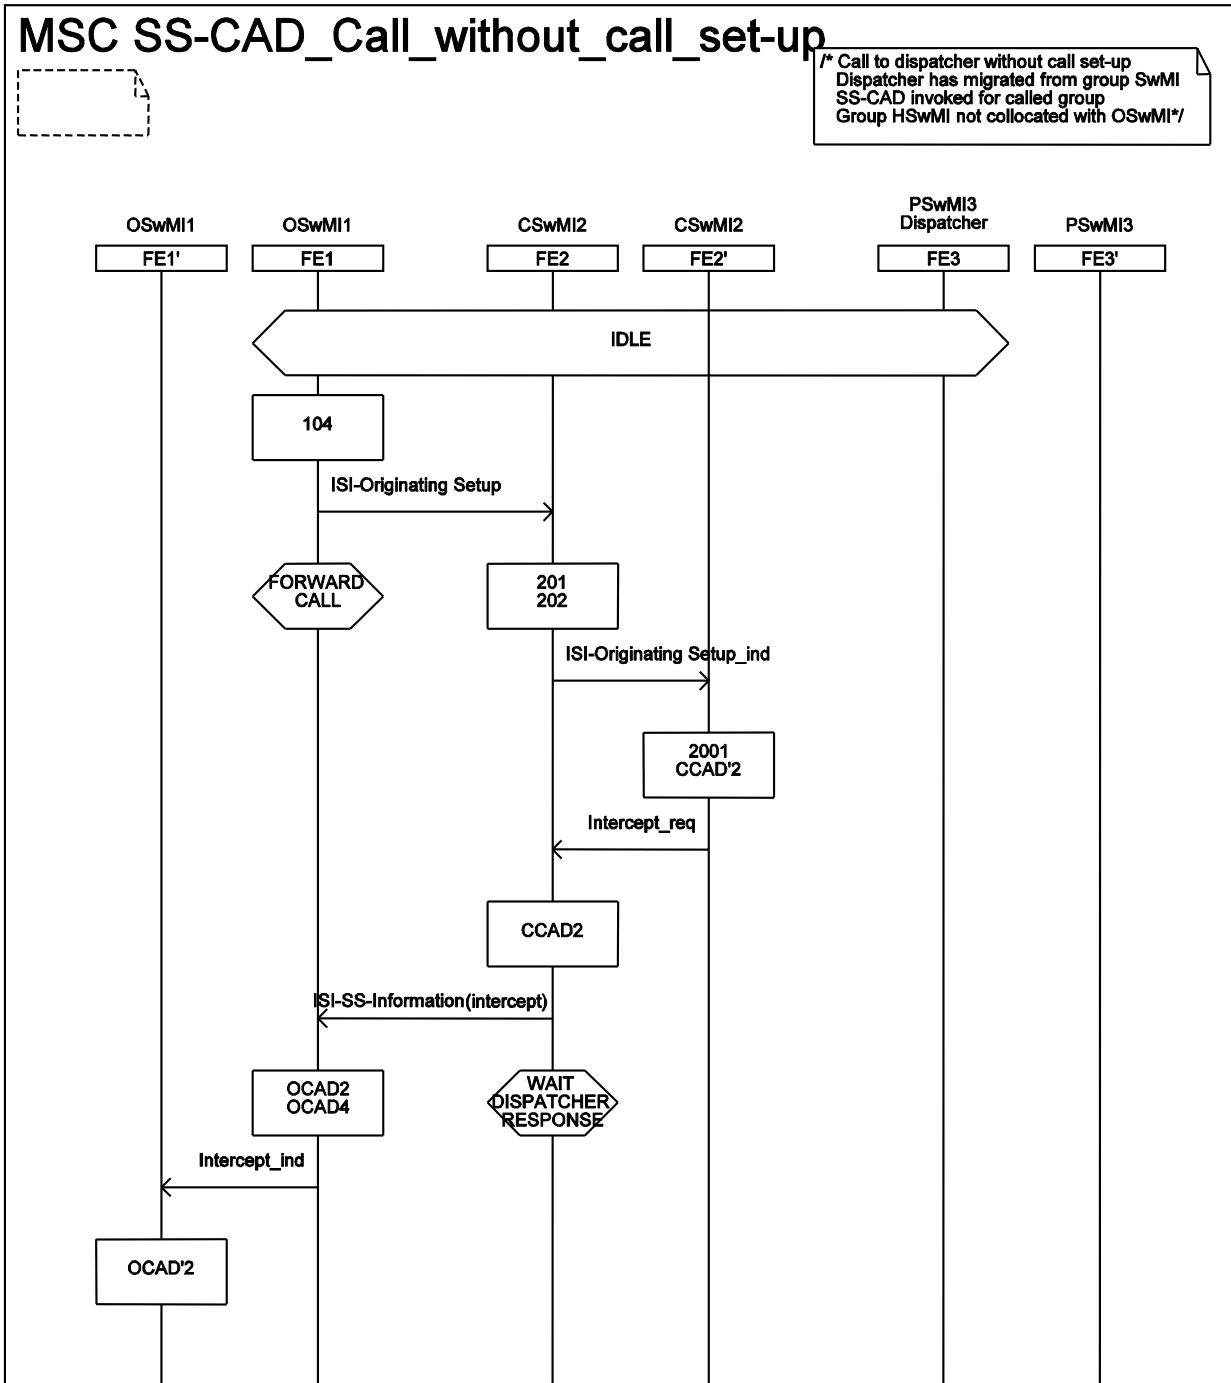 MSC SS-CAD_Call_without_call_set-up
/* Call to dispatcher without call set-up
Dispatcher has migrated from group SwMI
SS-CAD invoked for called group
Group HSwMI not collocated with OSwMI*/
OSwMI1
OSwMI1
CSwMI2
CSwMI2
PSwMI3
Dispatcher
PSwMI3
FE1'
FE1
FE2
FE2'
FE3
FE3'
IDLE
104
ISI-Originating Setup
FORWARD
CALL
201
202
ISI-Originating Setup_ind
2001
CCAD'2
Intercept_req
CCAD2
ISI-SS-Information(intercept)
OCAD2
OCAD4
WAIT
DISPATCHER
RESPONSE
Intercept_ind
OCAD'2